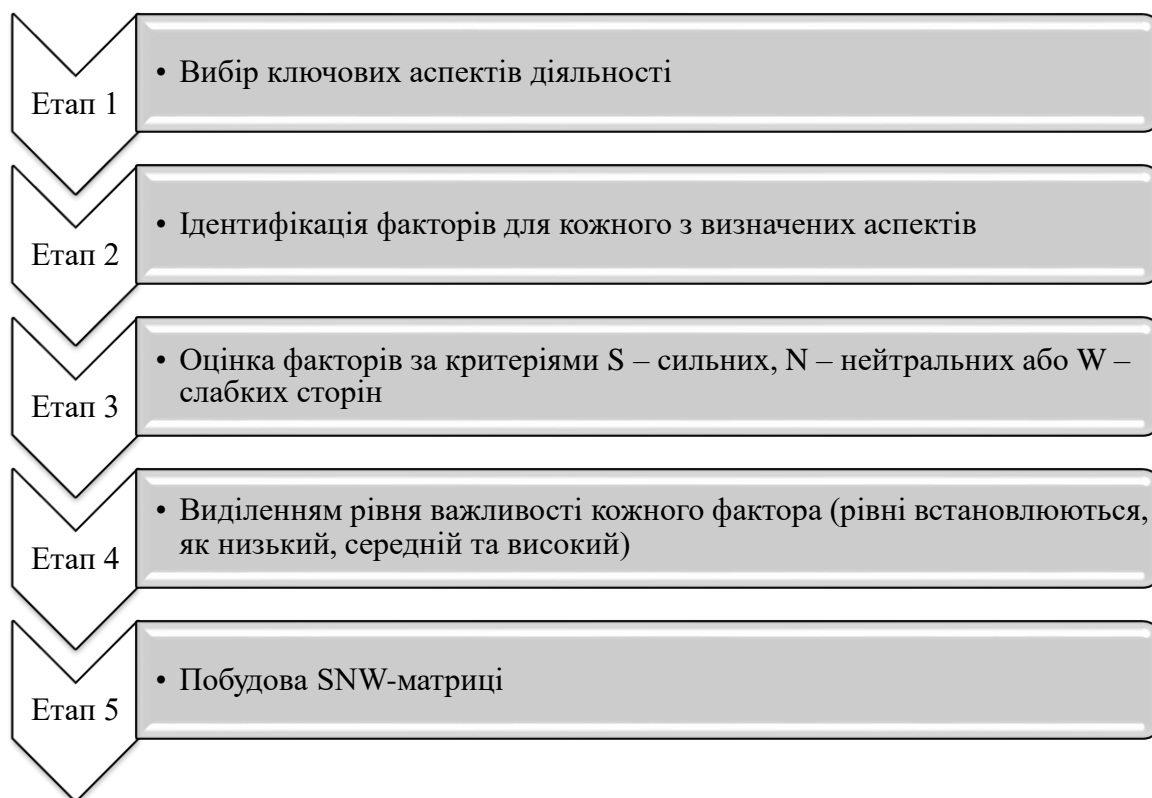 Етап 1
• Вибір ключових аспектів діяльності
Етап 2
• Ідентифікація факторів для кожного з визначених аспектів
Етап 3
• Оцінка факторів за критеріями S – сильних, N – нейтральних або W –
слабких сторін
Етап 4
• Виділенням рівня важливості кожного фактора (рівні встановлюються,
як низький, середній та високий)
Етап 5
• Побудова SNW-матриці